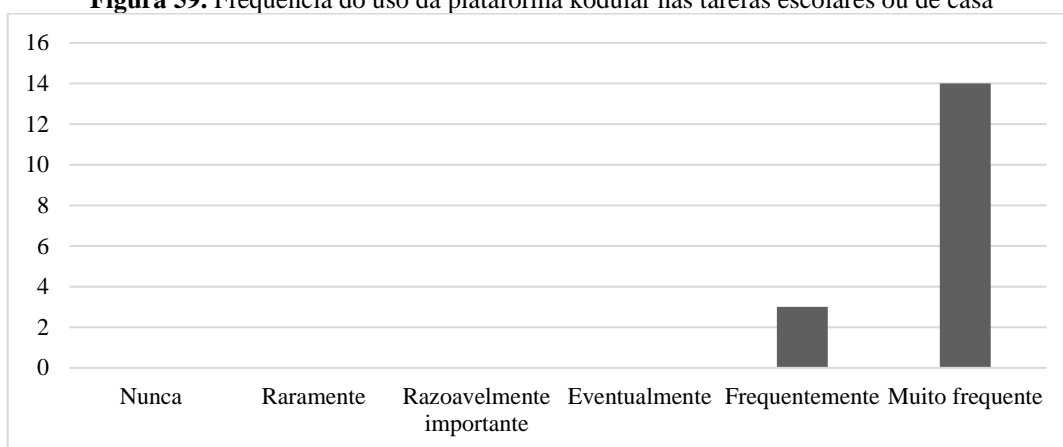 Figura 59. Frequência do uso da plataforma kodular nas tarefas escolares ou de casa
16
14
12
10
8
6
4
2
0
Nunca
Raramente
Razoavelmente
importante
Eventualmente
Frequentemente
Muito frequente